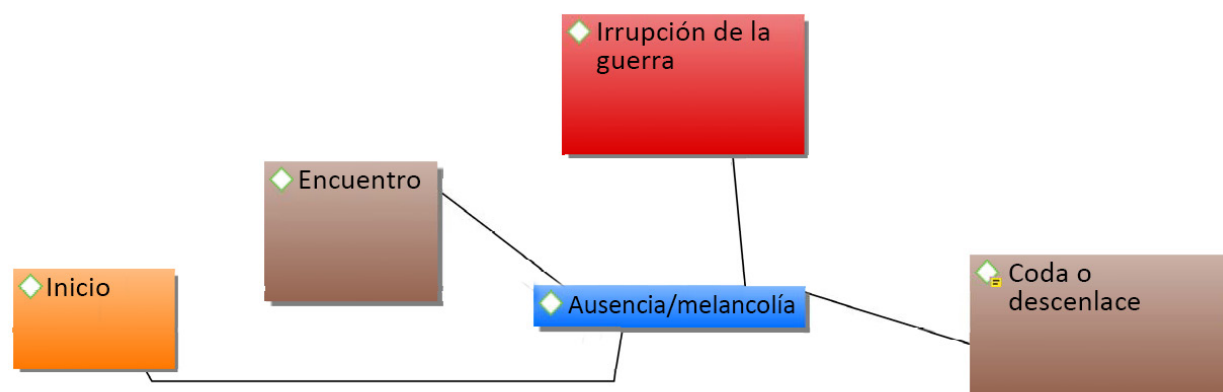 Irrupción de la
guerra
Encuentro
Inicio
Ausencia/melancolía
Coda o
descenlace